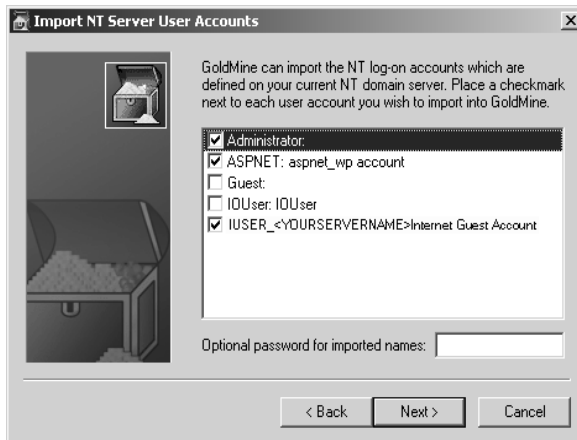 Import NT Server User Accounts
GoldMine can import the NT log-on accounts which are
defined on your current NT domain server. Place a checkmark
next to each user account you wish to import into GoldMine.
Administrator:
ASPNET: aspnet_wp account
Guest:
IOUser: IOUser
IUSER_<YOURSERVERNAME>Internet Guest Account
Optional password for imported names:
< Back
Next >
Cancel